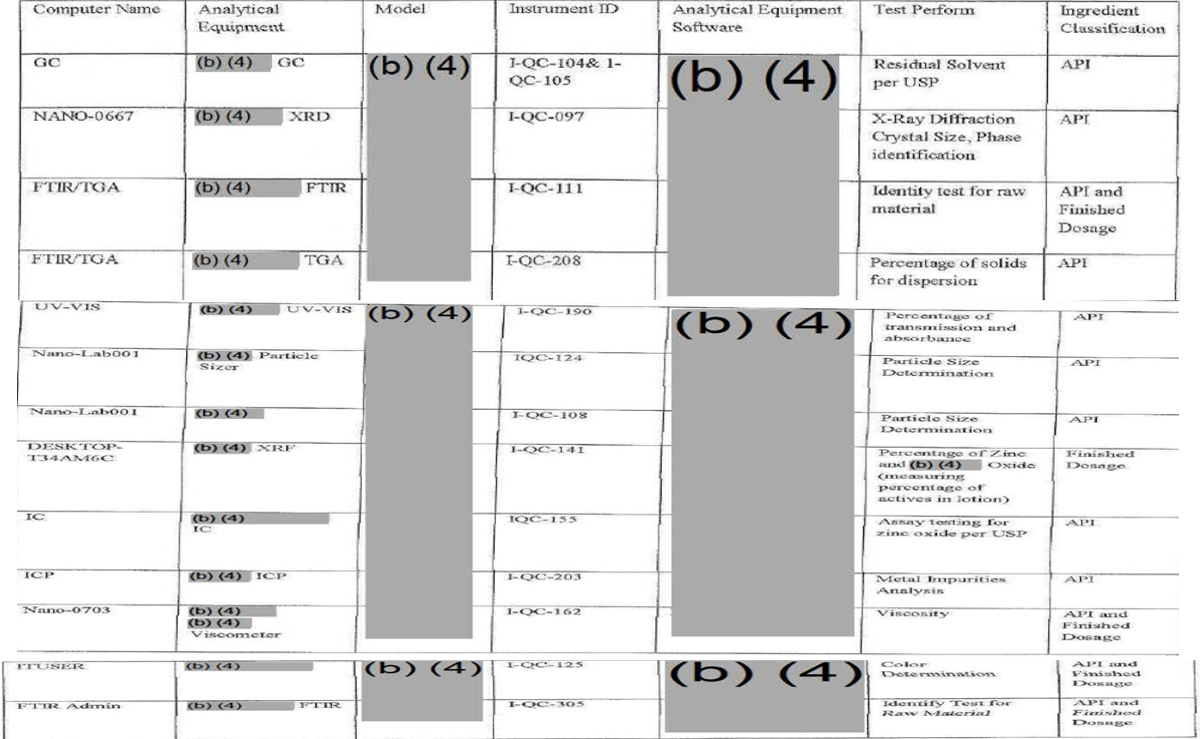 Computer Name Analytical Equipment Model Instrument ID Analytical Equipment Software Test Perform Ingredient Classification
GC (b) (4) GC (b) (4) I-QC-104& 1-QC-105 (b) (4) Residual Solvent per USP API
NANO-0667 (b) (4) XRD I-QC-097 X-Ray Diffraction Crystal Size, Phase identification API
FTIR/TGA (b) (4) FTIR I-QC-111 Identity test for raw material API and Finished Dosage
FTIR/TGA (b) (4) TGA I-QC-208 Percentage of solids for dispersion API
UV-VIS (b) (4) UV-VIS (b) (4) I-QC-190 (b) (4) Percentage of transmission and absorbance API
Nano-Lab001 (b) (4) Particle Sizer IQC-124 Particle Size Determination API
Nano-Lab001 (b) (4) I-QC-108 Particle Size Determination API
DESKTOP-T34AM6C (b) (4) XRF I-QC-141 Percentage of Zinc and (b) (4) Oxide (measuring percentage of actives in lotion) Finished Dosage
IC (b) (4) IC IQC-155 Assay testing for zinc oxide per USP API
ICP (b) (4) ICP I-QC-203 Metal Impurities Analysis API
Nano-0703 (b) (4) (b) (4) Viscometer I-QC-162 Viscosity API and Finished Dosage
ITUSER (b) (4) (b) (4) I-QC-125 (b) (4) Color Determination API and Finished Dosage
FTIR Admin (b) (4) FTIR I-QC-305 Identify Test for Raw Material API and Finished Dosage